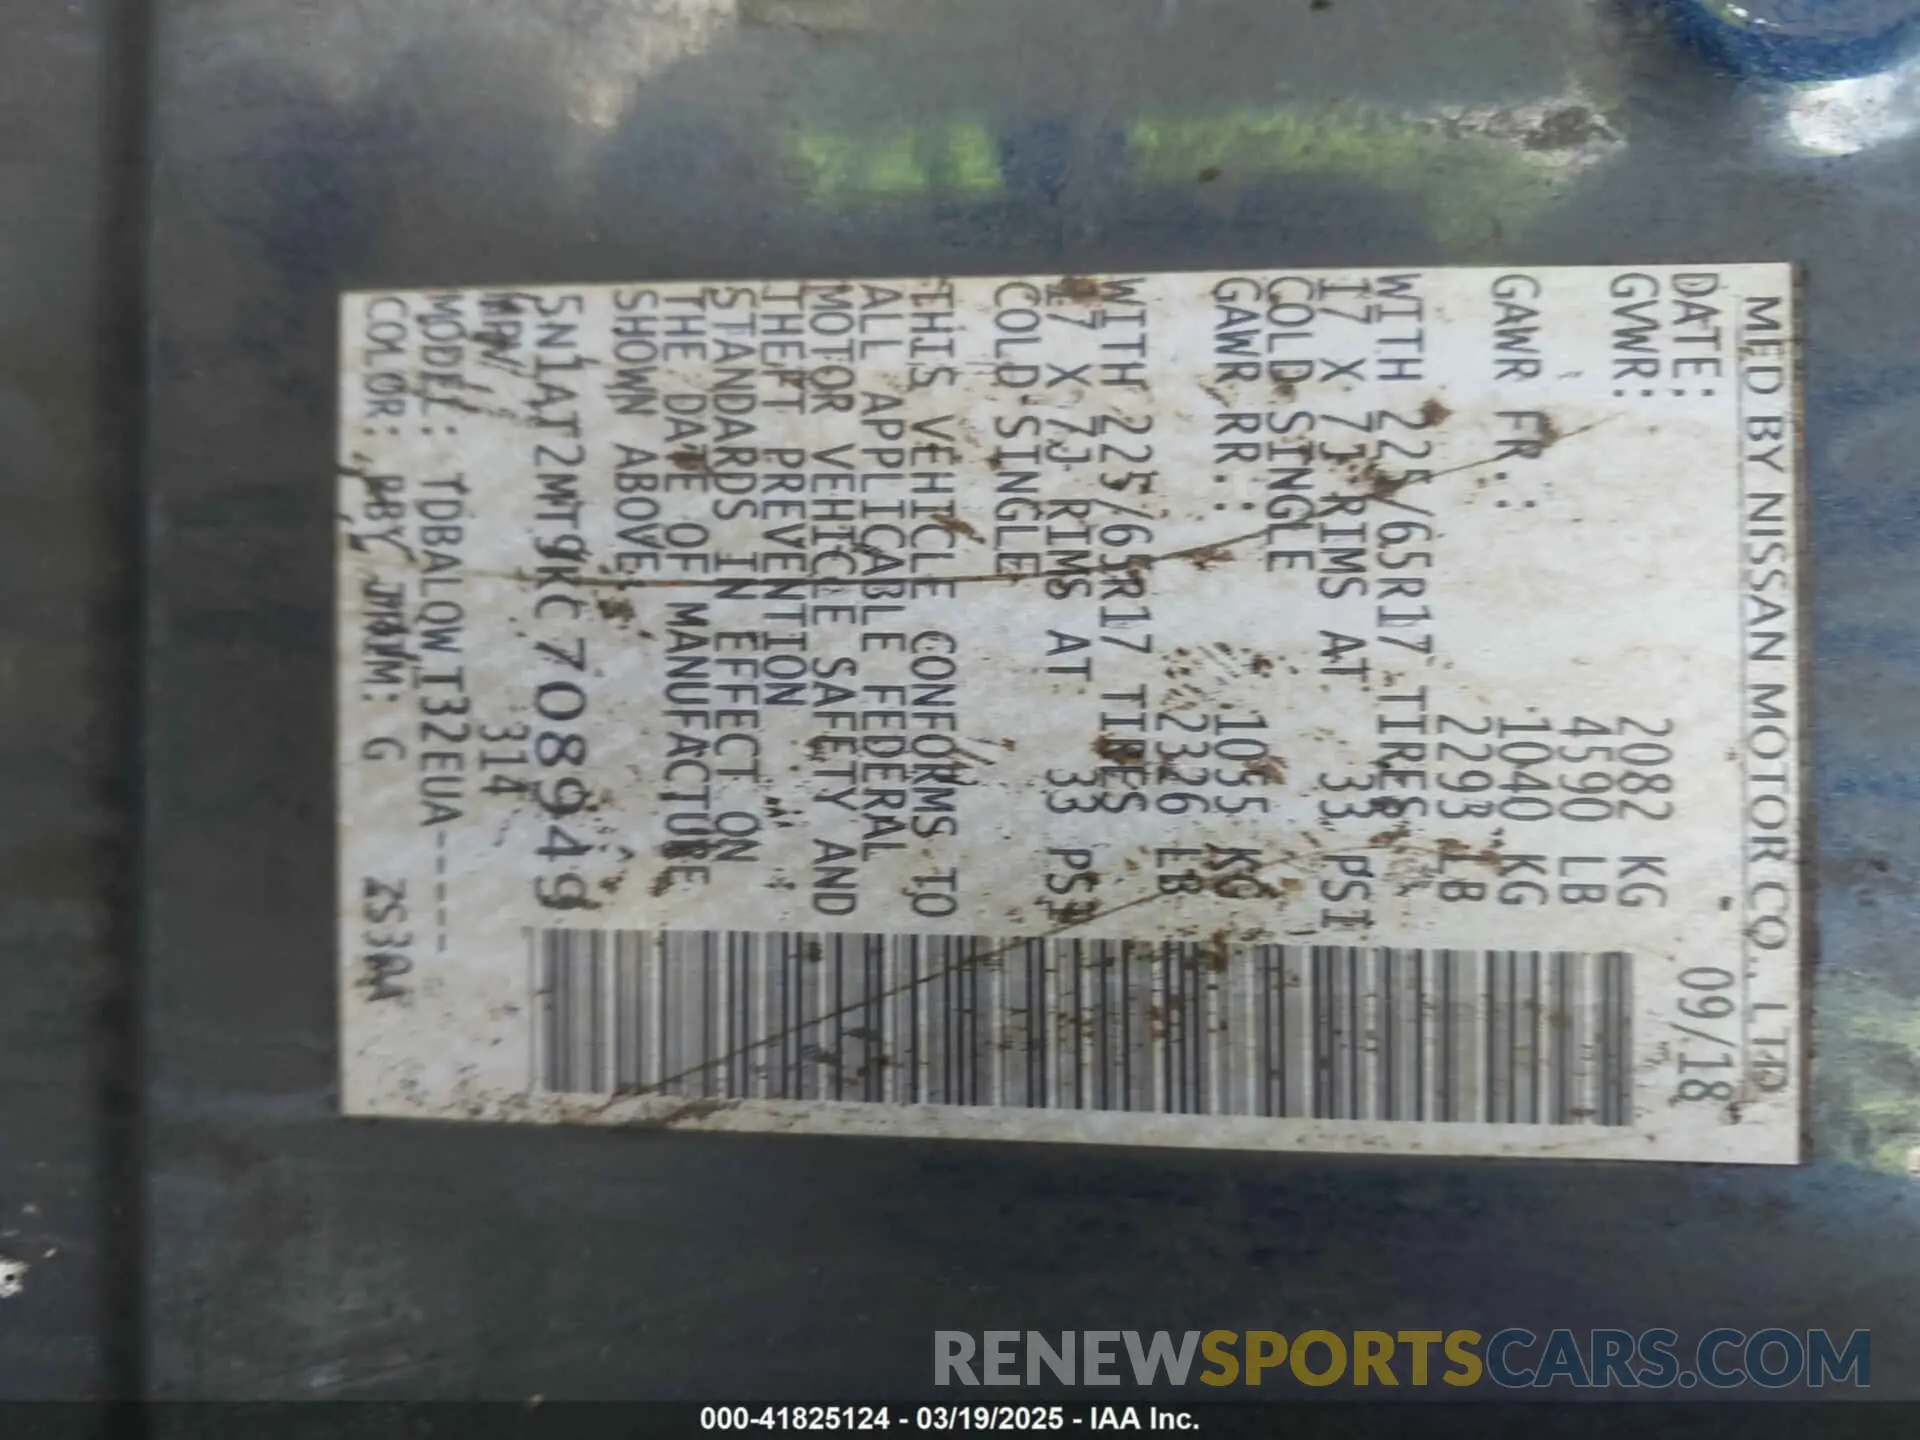 MED BY NISSAN MOTOR CO., LTD.
DATE: 09/18
GVWR: 2082 KG
4590 LB
GAWR FR.: 1040 KG
2293 LB
WITH 225/65R17 TIRES,
17 X 7J RIMS AT 33 PSI
COLD SINGLE
GAWR RR.: 1055 KG
2326 LB
WITH 225/65R17 TIRES
17 X 7J RIMS AT 33 PSI
COLD SINGLE
THIS VEHICLE CONFORMS TO
ALL APPLICABLE FEDERAL
MOTOR VEHICLE SAFETY AND
THEFT PREVENTION
STANDARDS IN EFFECT ON
THE DATE OF MANUFACTURE
SHOWN ABOVE.
5N1AT2MT9KC708949
MPV 314
MODEL: TDBALQWT32EUA-----
COLOR: RBY TRIM: G
RENEWSPORTSCARS.COM
000-41825124 - 03/19/2025 - IAA Inc.